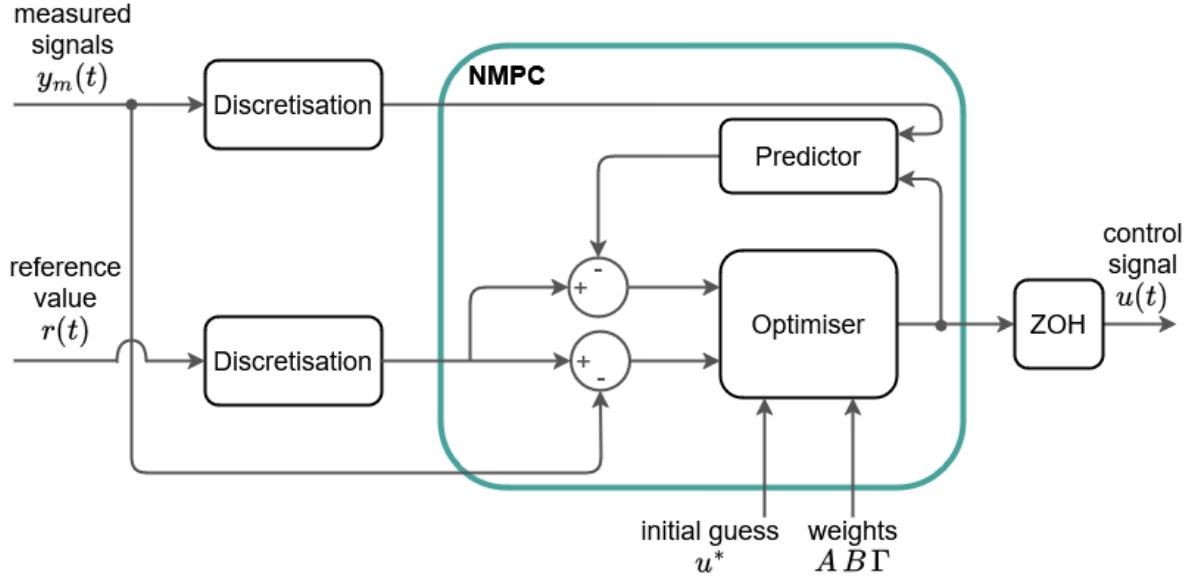 measured
signals
y_m(t)
Discretisation
NMPC
Predictor
-
+
reference
value
r(t)
Discretisation
+
-
Optimiser
control
signal
u(t)
ZOH
initial guess
u*
weights
A B Γ